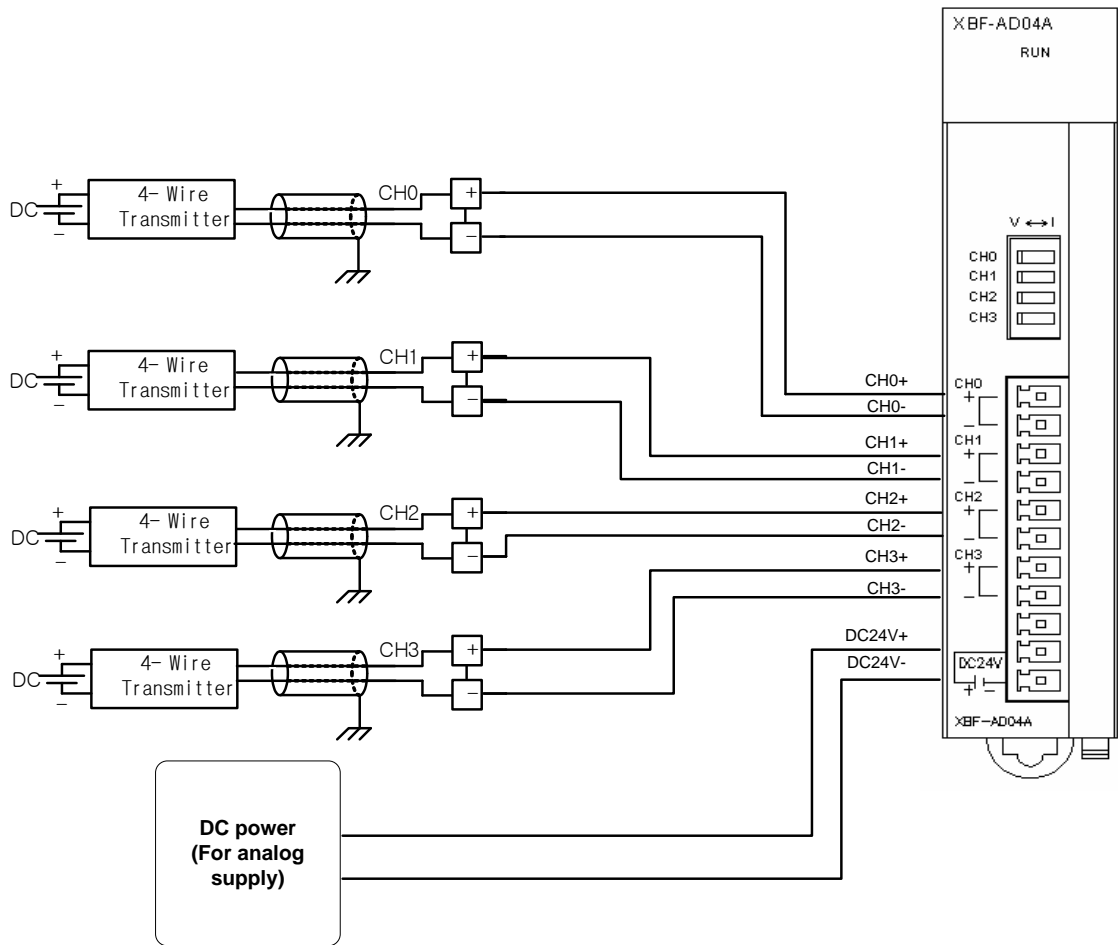 XBF-AD04A
RUN
V ↔ I
CH0
CH1
CH2
CH3
+
DC
−
4- Wire
Transmitter
CH0
+
−
+
DC
−
4- Wire
Transmitter
CH1
+
−
+
DC
−
4- Wire
Transmitter
CH2
+
−
+
DC
−
4- Wire
Transmitter
CH3
+
−
CH0+
CH0-
CH1+
CH1-
CH2+
CH2-
CH3+
CH3-
DC24V+
DC24V-
CH0
+
−
CH1
+
−
CH2
+
−
CH3
+
−
DC24V
+ −
XBF-AD04A
DC power
(For analog
supply)